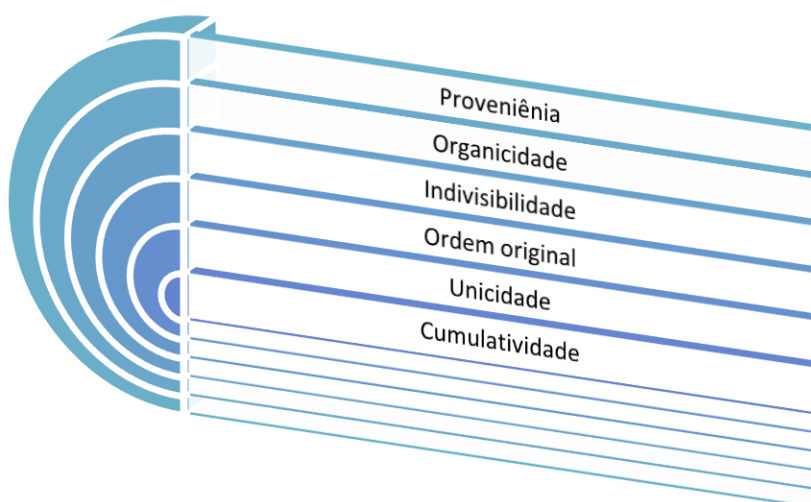 Proveniênia
Organicidade
Indivisibilidade
Ordem original
Unicidade
Cumulatividade